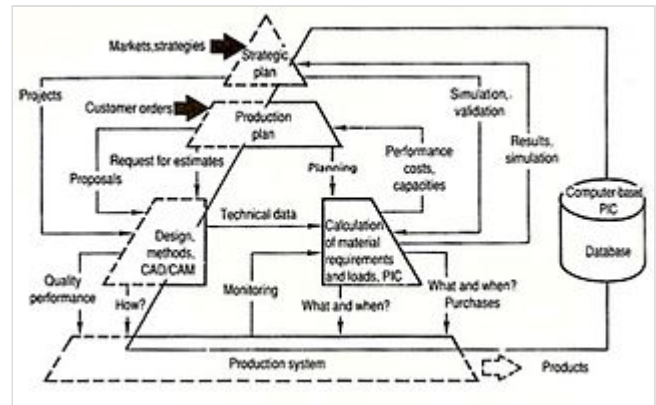 Markets, strategies
Strategic
plan
Projects
Customer orders
Production
plan
Simulation,
validation
Results,
simulation
Request for estimates
Planning
Performance
costs,
capacities
Proposals
Computer-based
PIC
Database
Technical data
Design,
methods,
CAD/CAM
Calculation
of material
requirements
and loads, PIC
Quality
performance
How?
Monitoring
What and when?
What and when?
Purchases
Production system
Products